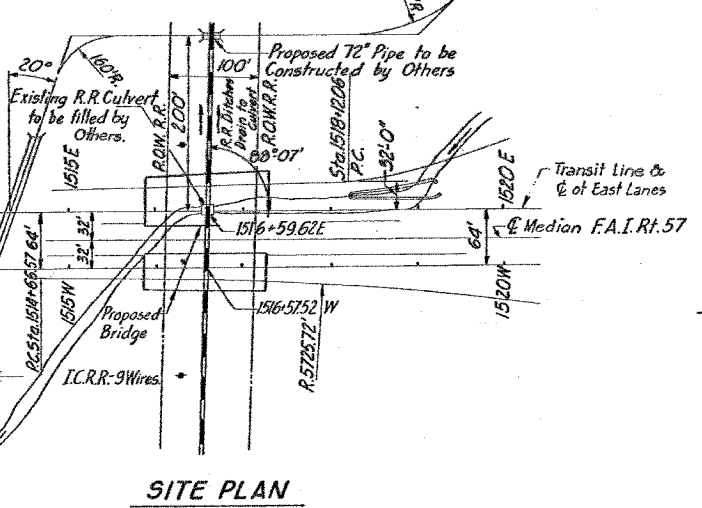 Proposed 72" Pipe to be
Constructed by Others
20°
160'R.
100'
200'
Existing R.R. Culvert
to be filled by
Others.
R.O.W. R.R.
R.R. Ditches
Drain to
Culvert
R.O.W. R.R.
88°-07'
Sta. 1518+12.06
P.C.
32'-0"
1515 E
1520 E
Transit Line &
℄ of East Lanes
1516+59.62 E
℄ Median F.A.I. Rt. 57
64'
32'
32'
64'
P.C. Sta. 1514+66.57
1515 W
1520 W
Proposed
Bridge
1516+57.52 W
R. 5725.72'
I.C.R.R.-9 Wires
SITE PLAN